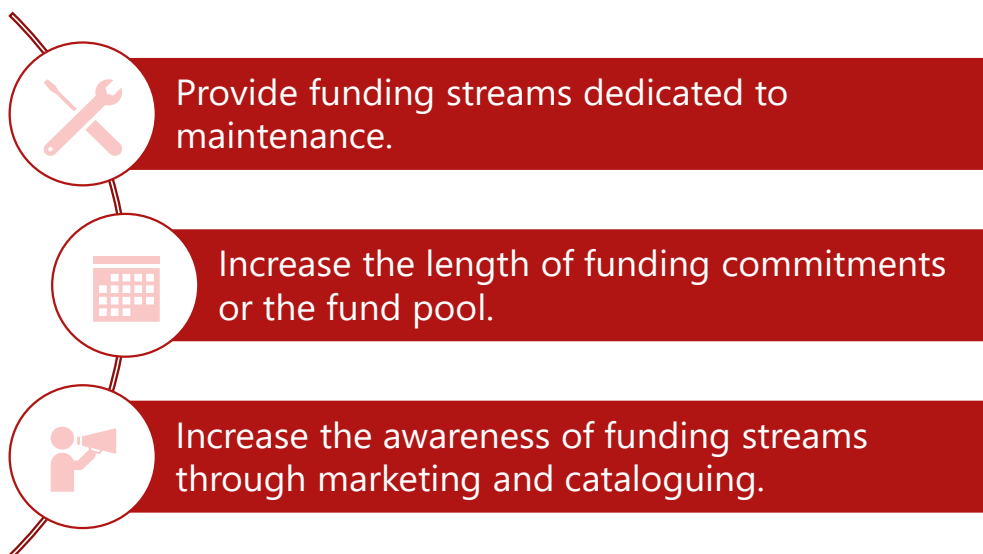 Provide funding streams dedicated to
maintenance.
Increase the length of funding commitments
or the fund pool.
Increase the awareness of funding streams
through marketing and cataloguing.